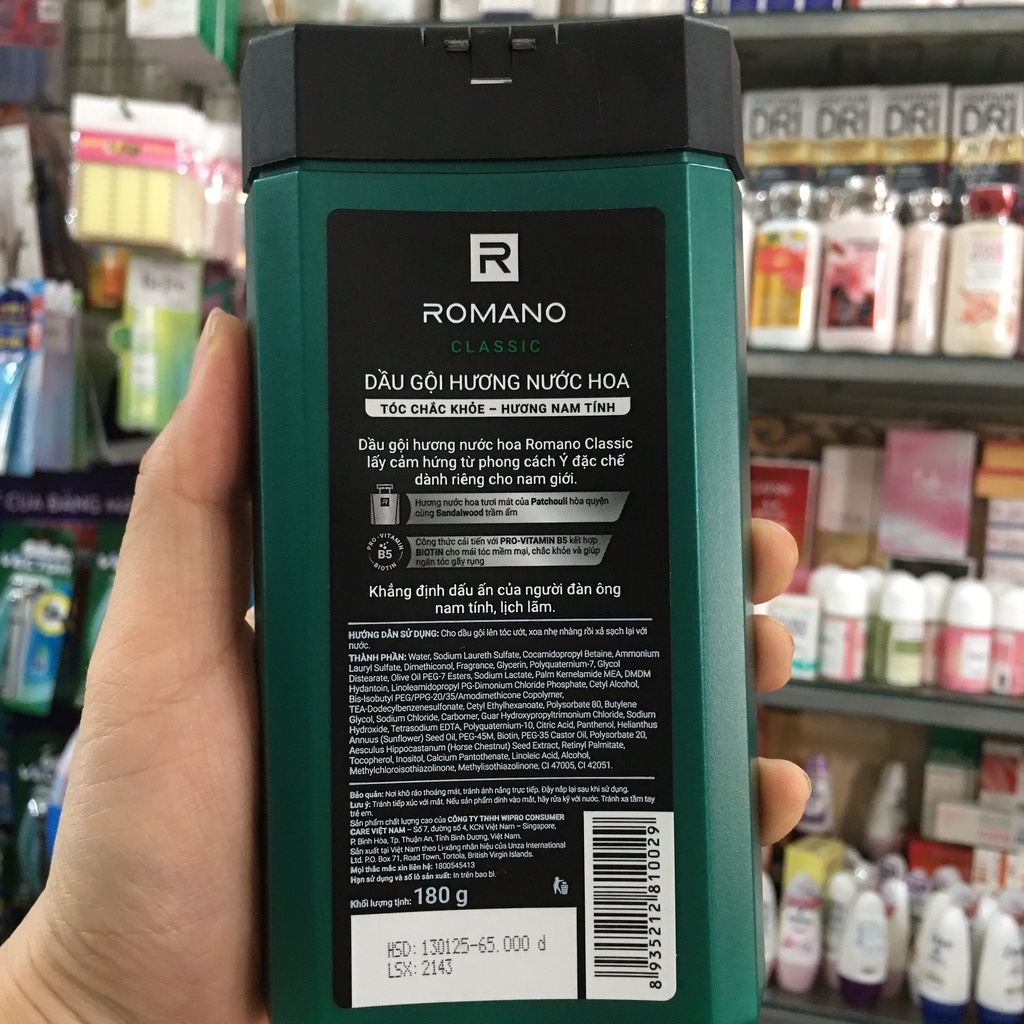 R
ROMANO
CLASSIC
DẦU GỘI HƯƠNG NƯỚC HOA
TÓC CHẮC KHỎE – HƯƠNG NAM TÍNH
Dầu gội hương nước hoa Romano Classic
lấy cảm hứng từ phong cách Ý đặc chế
dành riêng cho nam giới.
Hương nước hoa tươi mát của Patchouli hòa quyện
cùng Sandalwood trầm ấm
PRO-VITAMIN
B5
BIOTIN
Công thức cải tiến với PRO-VITAMIN B5 kết hợp
BIOTIN cho mái tóc mềm mại, chắc khỏe và giúp
ngăn tóc gãy rụng
Khẳng định dấu ấn của người đàn ông
nam tính, lịch lãm.
HƯỚNG DẪN SỬ DỤNG: Cho dầu gội lên tóc ướt, xoa nhẹ nhàng rồi xả sạch lại với
nước.
THÀNH PHẦN: Water, Sodium Laureth Sulfate, Cocamidopropyl Betaine, Ammonium
Lauryl Sulfate, Dimethiconol, Fragrance, Glycerin, Polyquaternium-7, Glycol
Distearate, Olive Oil PEG-7 Esters, Sodium Lactate, Palm Kernelamide MEA, DMDM
Hydantoin, Linoleamidopropyl PG-Dimonium Chloride Phosphate, Cetyl Alcohol,
Bis-Isobutyl PEG/PPG-20/35/Amodimethicone Copolymer,
TEA-Dodecylbenzenesulfonate, Cetyl Ethylhexanoate, Polysorbate 80, Butylene
Glycol, Sodium Chloride, Carbomer, Guar Hydroxypropyltrimonium Chloride, Sodium
Hydroxide, Tetrasodium EDTA, Polyquaternium-10, Citric Acid, Panthenol, Helianthus
Annuus (Sunflower) Seed Oil, PEG-45M, Biotin, PEG-35 Castor Oil, Polysorbate 20,
Aesculus Hippocastanum (Horse Chestnut) Seed Extract, Retinyl Palmitate,
Tocopherol, Inositol, Calcium Pantothenate, Linoleic Acid, Alcohol,
Methylchloroisothiazolinone, Methylisothiazolinone, CI 47005, CI 42051.
Bảo quản: Nơi khô ráo thoáng mát, tránh ánh nắng trực tiếp. Đậy nắp lại sau khi sử dụng.
Lưu ý: Tránh tiếp xúc với mắt. Nếu sản phẩm dính vào mắt, hãy rửa kỹ với nước. Tránh xa tầm tay
trẻ em.
Sản phẩm chất lượng cao của CÔNG TY TNHH WIPRO CONSUMER
CARE VIỆT NAM – Số 7, đường số 4, KCN Việt Nam – Singapore,
P. Bình Hòa, Tp. Thuận An, Tỉnh Bình Dương, Việt Nam.
Sản xuất tại Việt Nam theo Li-xăng nhãn hiệu của Unza International
Ltd. P.O. Box 71, Road Town, Tortola, British Virgin Islands.
Mọi thắc mắc xin liên hệ: 1800545413
Hạn sử dụng và số lô sản xuất: In trên bao bì.
Khối lượng tịnh: 180 g
HSD: 130125-65.000 đ
LSX: 2143
8 935212 810029
DRI
DRI
DRI
DRI